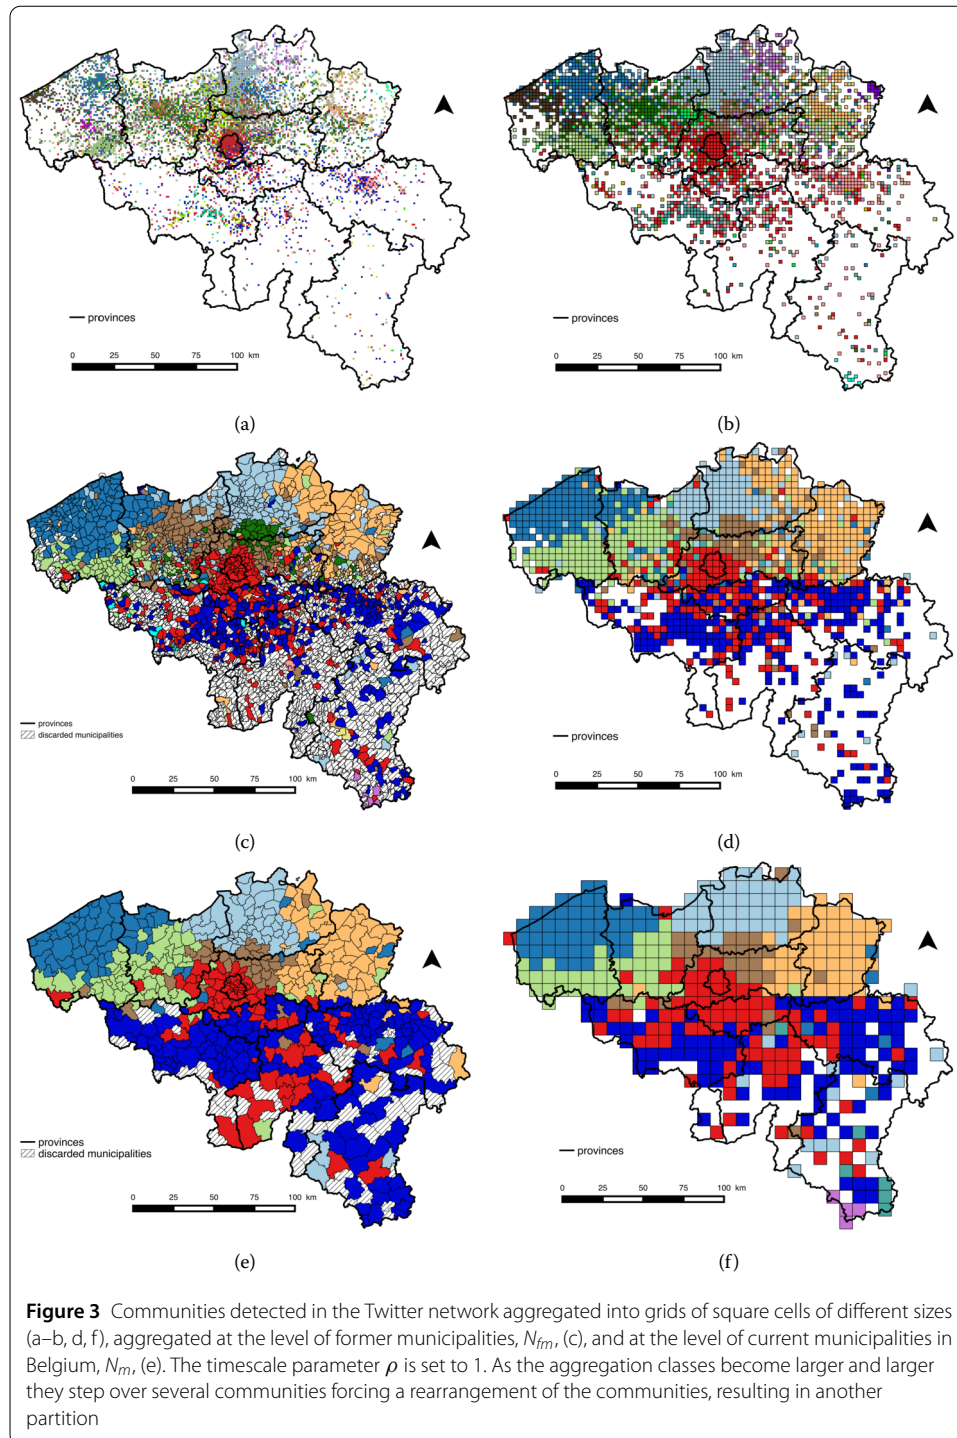 provinces
0 25 50 75 100 km
(a)
provinces
0 25 50 75 100 km
(b)
provinces
discarded municipalities
0 25 50 75 100 km
(c)
provinces
0 25 50 75 100 km
(d)
provinces
discarded municipalities
0 25 50 75 100 km
(e)
provinces
0 25 50 75 100 km
(f)
Figure 3 Communities detected in the Twitter network aggregated into grids of square cells of different sizes
(a–b, d, f), aggregated at the level of former municipalities, Nfm, (c), and at the level of current municipalities in
Belgium, Nm, (e). The timescale parameter ρ is set to 1. As the aggregation classes become larger and larger
they step over several communities forcing a rearrangement of the communities, resulting in another
partition